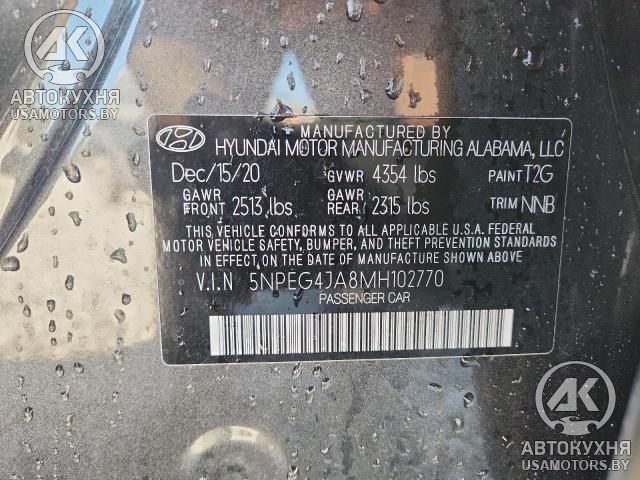 AK
АВТОКУХНЯ
USAMOTORS.BY
MANUFACTURED BY
HYUNDAI MOTOR MANUFACTURING ALABAMA, LLC
Dec/15/20 GVWR 4354 lbs PAINT T2G
GAWR FRONT 2513 lbs GAWR REAR 2315 lbs TRIM NNB
THIS VEHICLE CONFORMS TO ALL APPLICABLE U.S.A. FEDERAL
MOTOR VEHICLE SAFETY, BUMPER, AND THEFT PREVENTION STANDARDS
IN EFFECT ON THE DATE OF MANUFACTURE SHOWN ABOVE
V.I.N 5NPEG4JA8MH102770
PASSENGER CAR
AK
АВТОКУХНЯ
USAMOTORS.BY